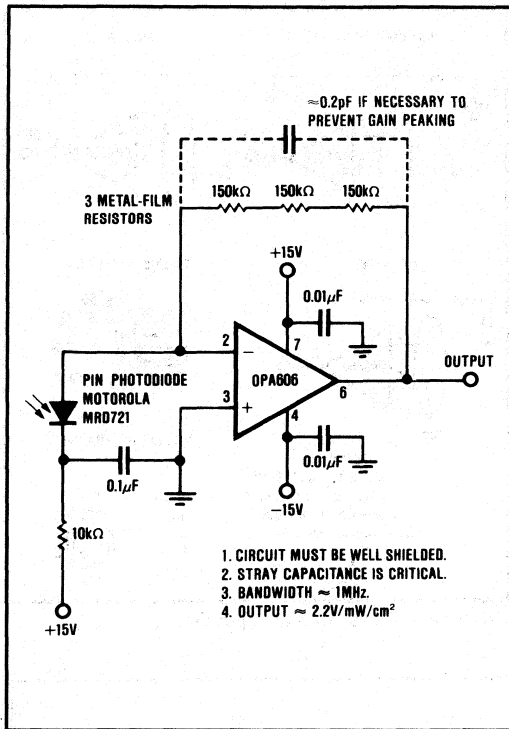 ≈0.2pF IF NECESSARY TO
PREVENT GAIN PEAKING
3 METAL-FILM
RESISTORS
150kΩ 150kΩ 150kΩ
+15V
0.01μF
2
−
7
OPA606
OUTPUT
6
PIN PHOTODIODE
MOTOROLA
MRD721
3
+
4
0.1μF
0.01μF
−15V
10kΩ
+15V
1. CIRCUIT MUST BE WELL SHIELDED.
2. STRAY CAPACITANCE IS CRITICAL.
3. BANDWIDTH ≈ 1MHz.
4. OUTPUT ≈ 2.2V/mW/cm²